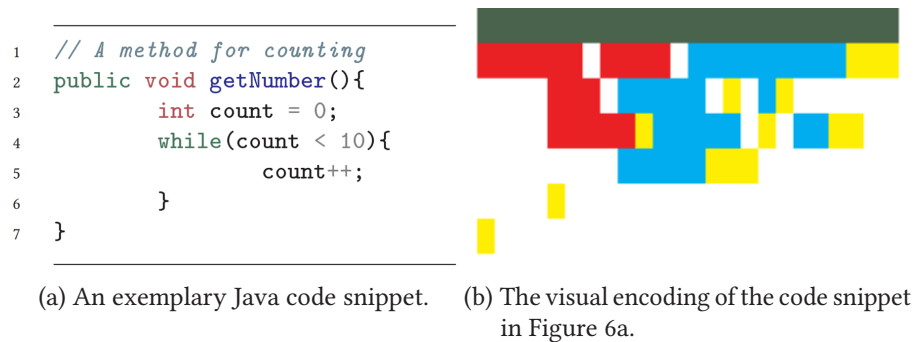 1 // A method for counting
2 public void getNumber(){
3 int count = 0;
4 while(count < 10){
5 count++;
6 }
7 }
(a) An exemplary Java code snippet.
(b) The visual encoding of the code snippet
in Figure 6a.